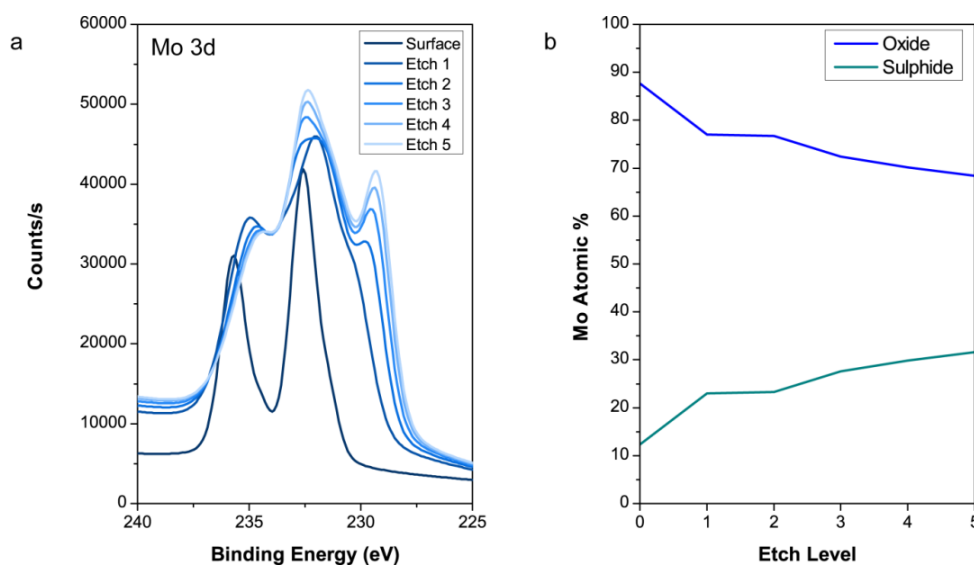 a
Mo 3d
Surface
Etch 1
Etch 2
Etch 3
Etch 4
Etch 5
60000
50000
40000
30000
20000
10000
0
240 235 230 225
Counts/s
Binding Energy (eV)
b
Oxide
Sulphide
100
90
80
70
60
50
40
30
20
10
0
0 1 2 3 4 5
Mo Atomic %
Etch Level